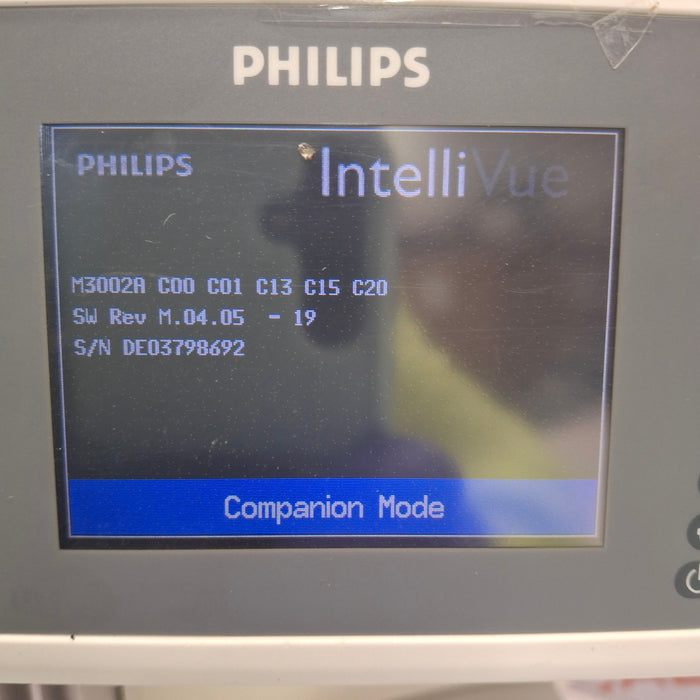 PHILIPS
PHILIPS IntelliVue
M3002A C00 C01 C13 C15 C20
SW Rev M.04.05 - 19
S/N DE03798692
Companion Mode